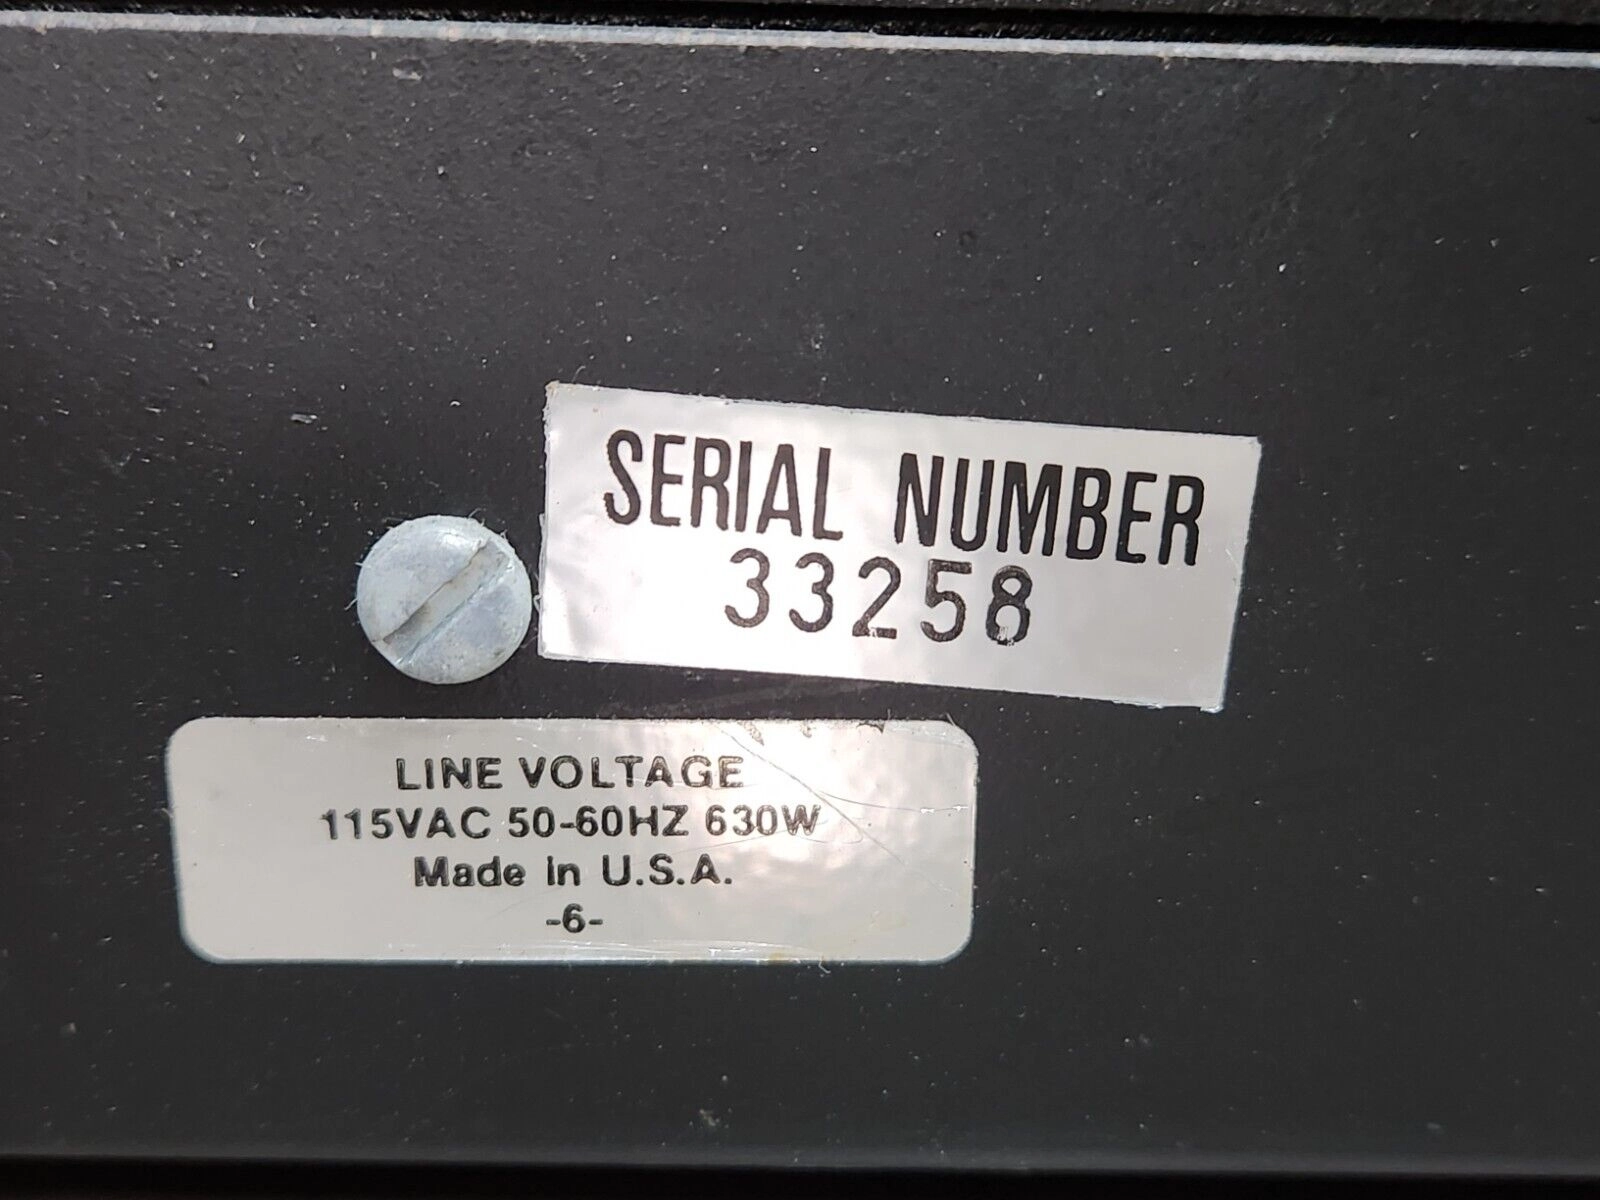 SERIAL NUMBER
33258
LINE VOLTAGE
115VAC 50-60HZ 630W
Made in U.S.A.
-6-